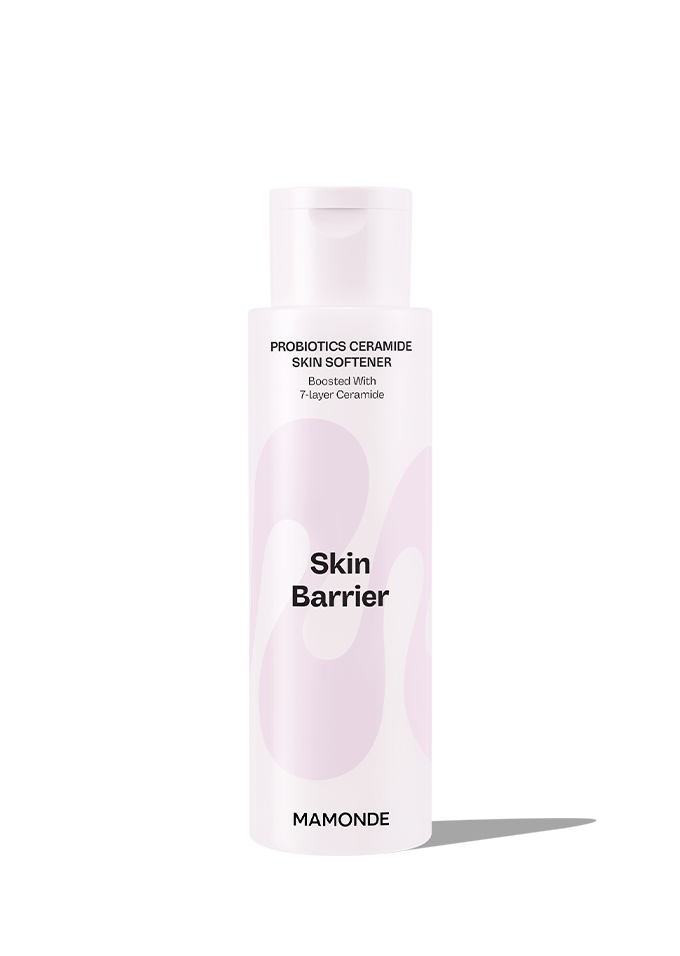 PROBIOTICS CERAMIDE
SKIN SOFTENER
Boosted With
7-layer Ceramide
Skin
Barrier
MAMONDE